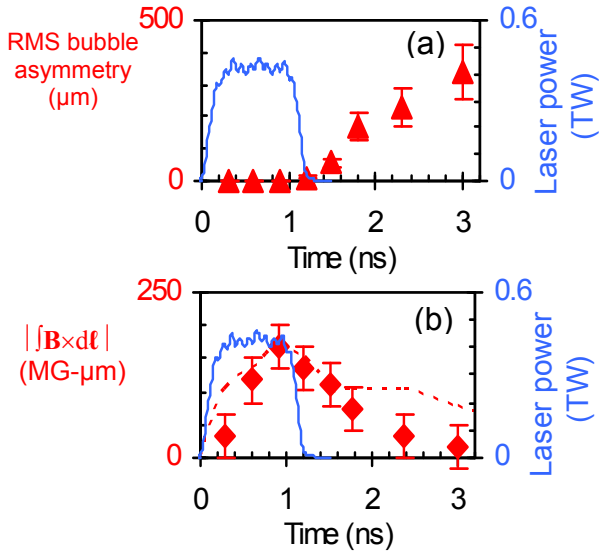 500
0.6
(a)
RMS bubble
asymmetry
(μm)
Laser power
(TW)
0
0
0
1
2
3
Time (ns)
250
0.6
(b)
| ∫B×dℓ |
(MG-μm)
Laser power
(TW)
0
0
0
1
2
3
Time (ns)